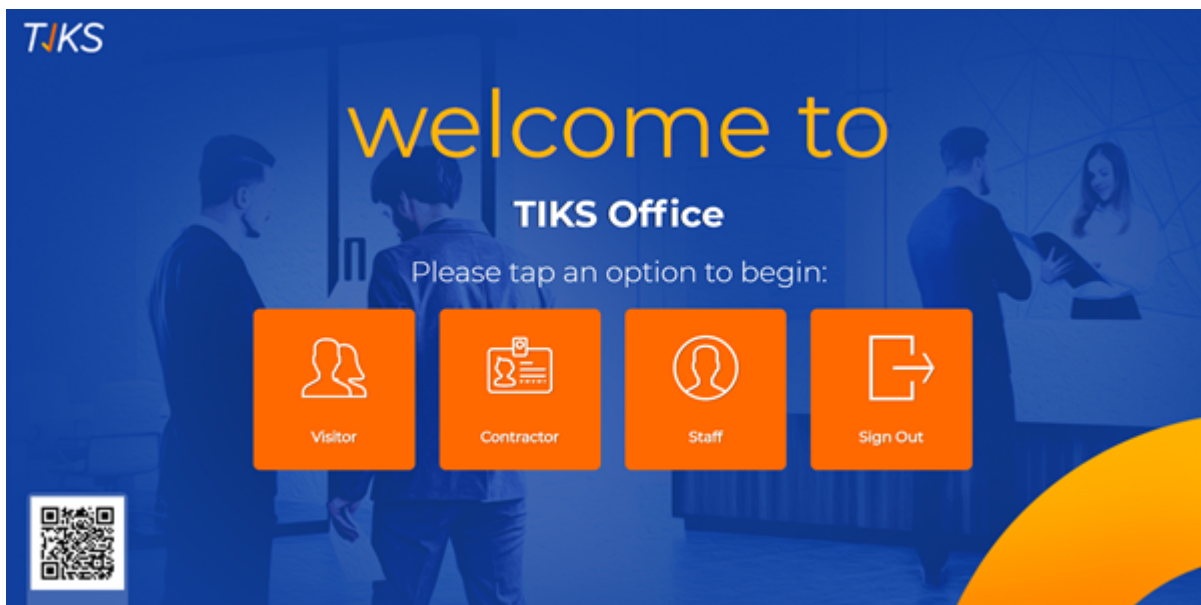 TIKS
welcome to
TIKS Office
Please tap an option to begin:
Visitor
Contractor
Staff
Sign Out